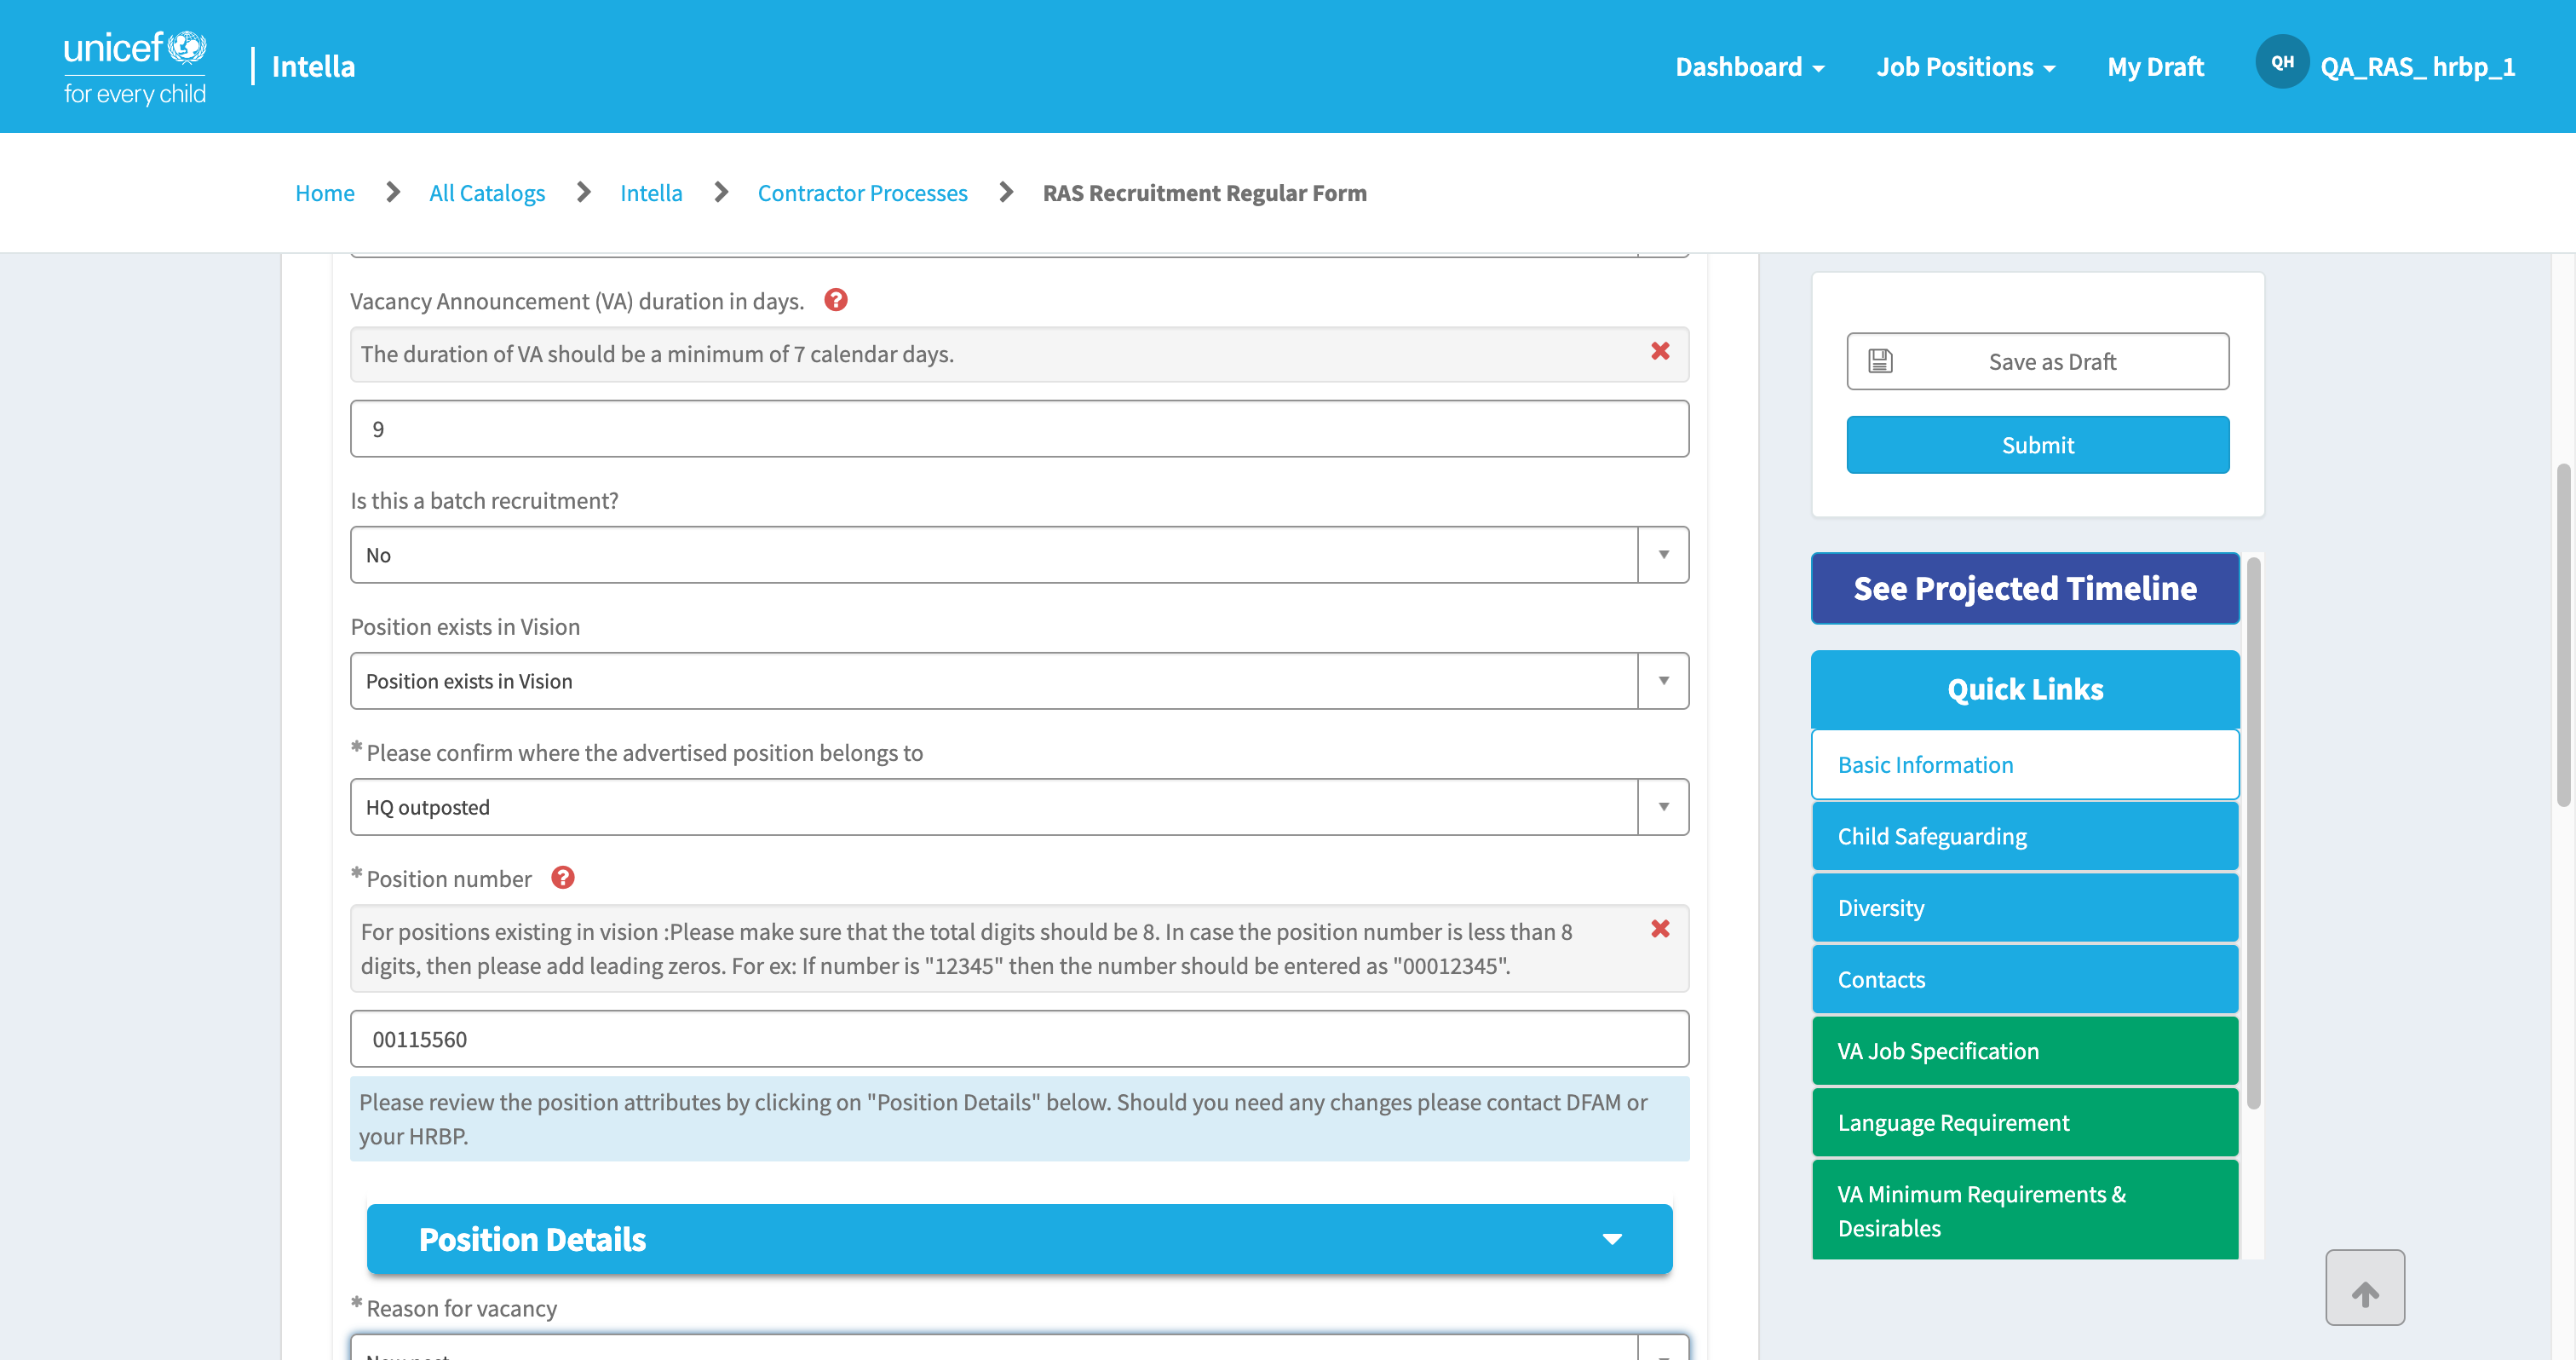 unicef
for every child
Intella
Dashboard
Job Positions
My Draft
QH
QA_RAS_ hrbp_1
Home
All Catalogs
Intella
Contractor Processes
RAS Recruitment Regular Form
Vacancy Announcement (VA) duration in days.
The duration of VA should be a minimum of 7 calendar days.
9
Is this a batch recruitment?
No
Position exists in Vision
Position exists in Vision
* Please confirm where the advertised position belongs to
HQ outposted
* Position number
For positions existing in vision :Please make sure that the total digits should be 8. In case the position number is less than 8
digits, then please add leading zeros. For ex: If number is "12345" then the number should be entered as "00012345".
00115560
Please review the position attributes by clicking on "Position Details" below. Should you need any changes please contact DFAM or
your HRBP.
Position Details
* Reason for vacancy
Save as Draft
Submit
See Projected Timeline
Quick Links
Basic Information
Child Safeguarding
Diversity
Contacts
VA Job Specification
Language Requirement
VA Minimum Requirements &
Desirables